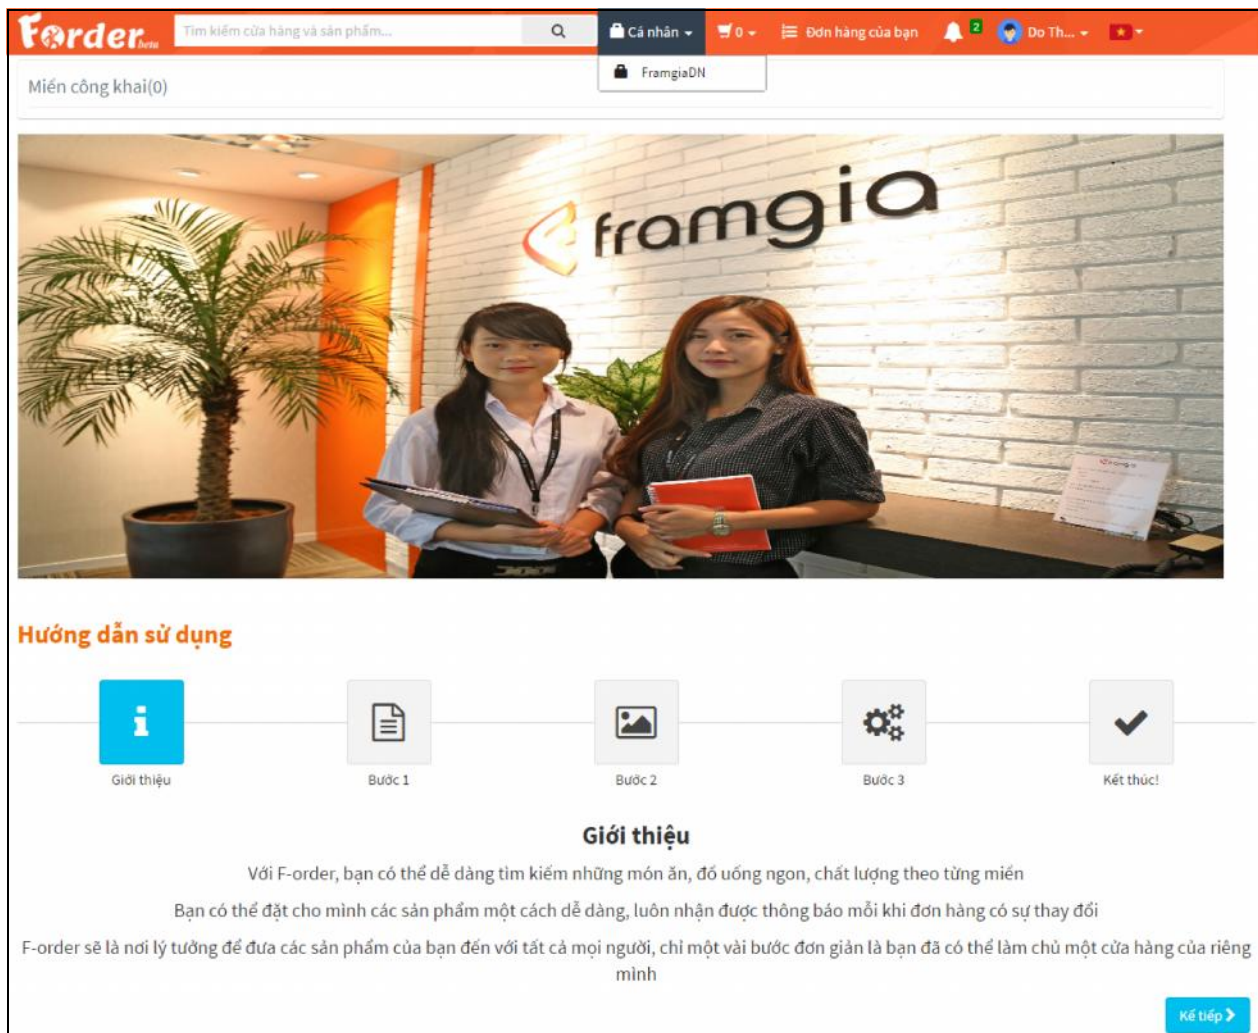 Forder beta
Tìm kiếm cửa hàng và sản phẩm...
Cá nhân
0
Đơn hàng của bạn
2
Do Th...
FramgiaDN
Miền công khai(0)
framgia
Hướng dẫn sử dụng
Giới thiệu
Bước 1
Bước 2
Bước 3
Kết thúc!
Giới thiệu
Với F-order, bạn có thể dễ dàng tìm kiếm những món ăn, đồ uống ngon, chất lượng theo từng miền
Bạn có thể đặt cho mình các sản phẩm một cách dễ dàng, luôn nhận được thông báo mỗi khi đơn hàng có sự thay đổi
F-order sẽ là nơi lý tưởng để đưa các sản phẩm của bạn đến với tất cả mọi người, chỉ một vài bước đơn giản là bạn đã có thể làm chủ một cửa hàng của riêng
mình
Kế tiếp